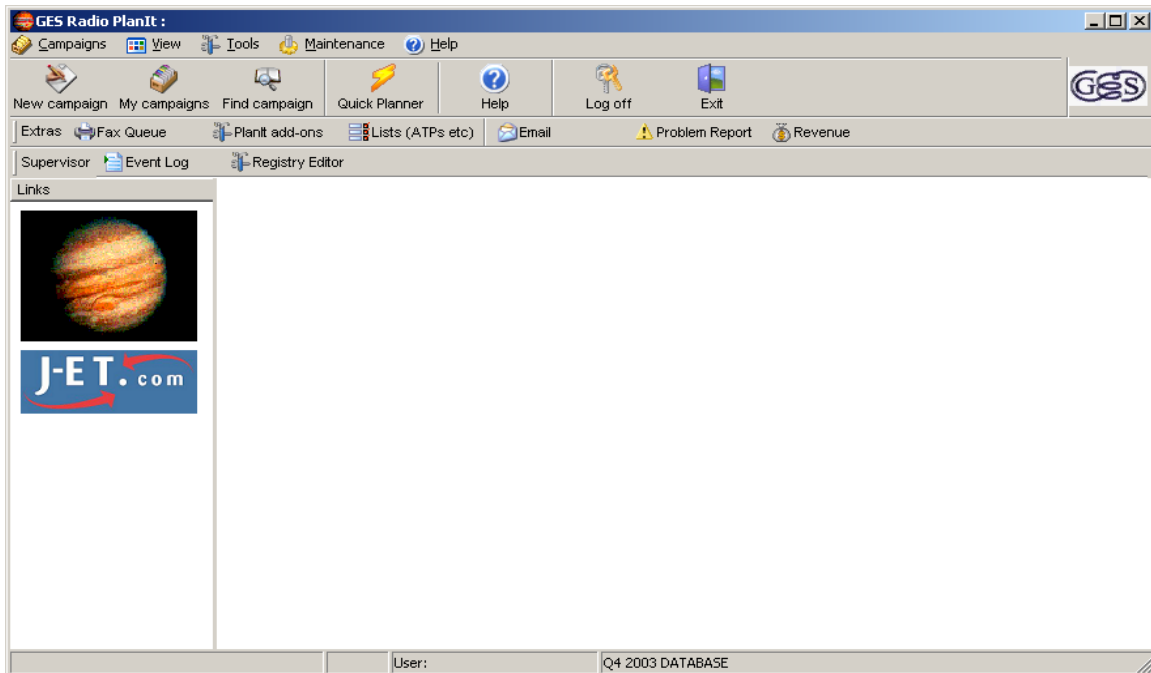 GES Radio PlanIt :
Campaigns View Tools Maintenance Help
New campaign My campaigns Find campaign Quick Planner Help Log off Exit
GES
Extras Fax Queue PlanIt add-ons Lists (ATPs etc) Email Problem Report Revenue
Supervisor Event Log Registry Editor
Links
J-ET.com
User: Q4 2003 DATABASE